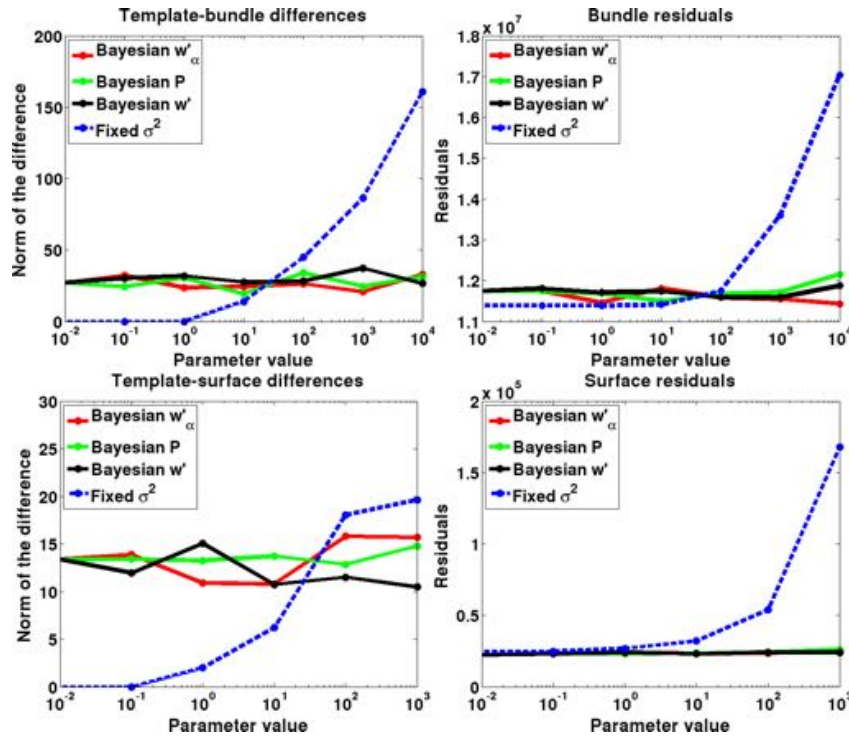 Template-bundle differences
200
150
100
50
0
Norm of the difference
Bayesian w'α
Bayesian P
Bayesian w'
Fixed σ²
10⁻² 10⁻¹ 10⁰ 10¹ 10² 10³ 10⁴
Parameter value
Bundle residuals
x 10⁷
1.8
1.7
1.6
1.5
1.4
1.3
1.2
1.1
Residuals
Bayesian w'α
Bayesian P
Bayesian w'
Fixed σ²
10⁻² 10⁻¹ 10⁰ 10¹ 10² 10³ 10⁴
Parameter value
Template-surface differences
30
25
20
15
10
5
0
Norm of the difference
Bayesian w'α
Bayesian P
Bayesian w'
Fixed σ²
10⁻² 10⁻¹ 10⁰ 10¹ 10² 10³
Parameter value
Surface residuals
x 10⁵
2
1.5
1
0.5
0
Residuals
Bayesian w'α
Bayesian P
Bayesian w'
Fixed σ²
10⁻² 10⁻¹ 10⁰ 10¹ 10² 10³
Parameter value